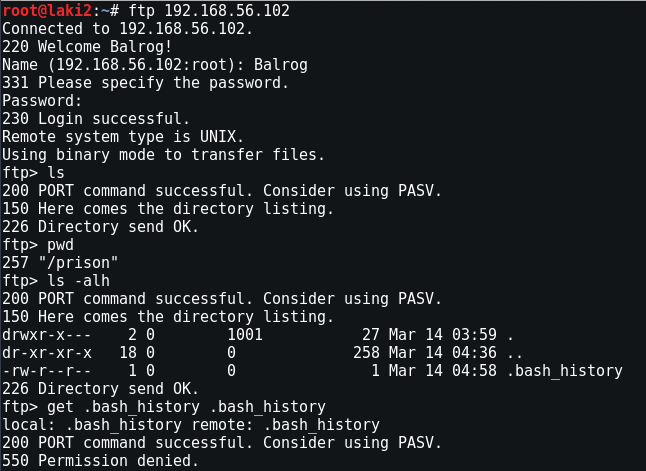 root@laki2:~# ftp 192.168.56.102
Connected to 192.168.56.102.
220 Welcome Balrog!
Name (192.168.56.102:root): Balrog
331 Please specify the password.
Password:
230 Login successful.
Remote system type is UNIX.
Using binary mode to transfer files.
ftp> ls
200 PORT command successful. Consider using PASV.
150 Here comes the directory listing.
226 Directory send OK.
ftp> pwd
257 "/prison"
ftp> ls -alh
200 PORT command successful. Consider using PASV.
150 Here comes the directory listing.
drwxr-x---    2 0        1001           27 Mar 14 03:59 .
dr-xr-xr-x   18 0        0             258 Mar 14 04:36 ..
-rw-r--r--    1 0        0               1 Mar 14 04:58 .bash_history
226 Directory send OK.
ftp> get .bash_history .bash_history
local: .bash_history remote: .bash_history
200 PORT command successful. Consider using PASV.
550 Permission denied.